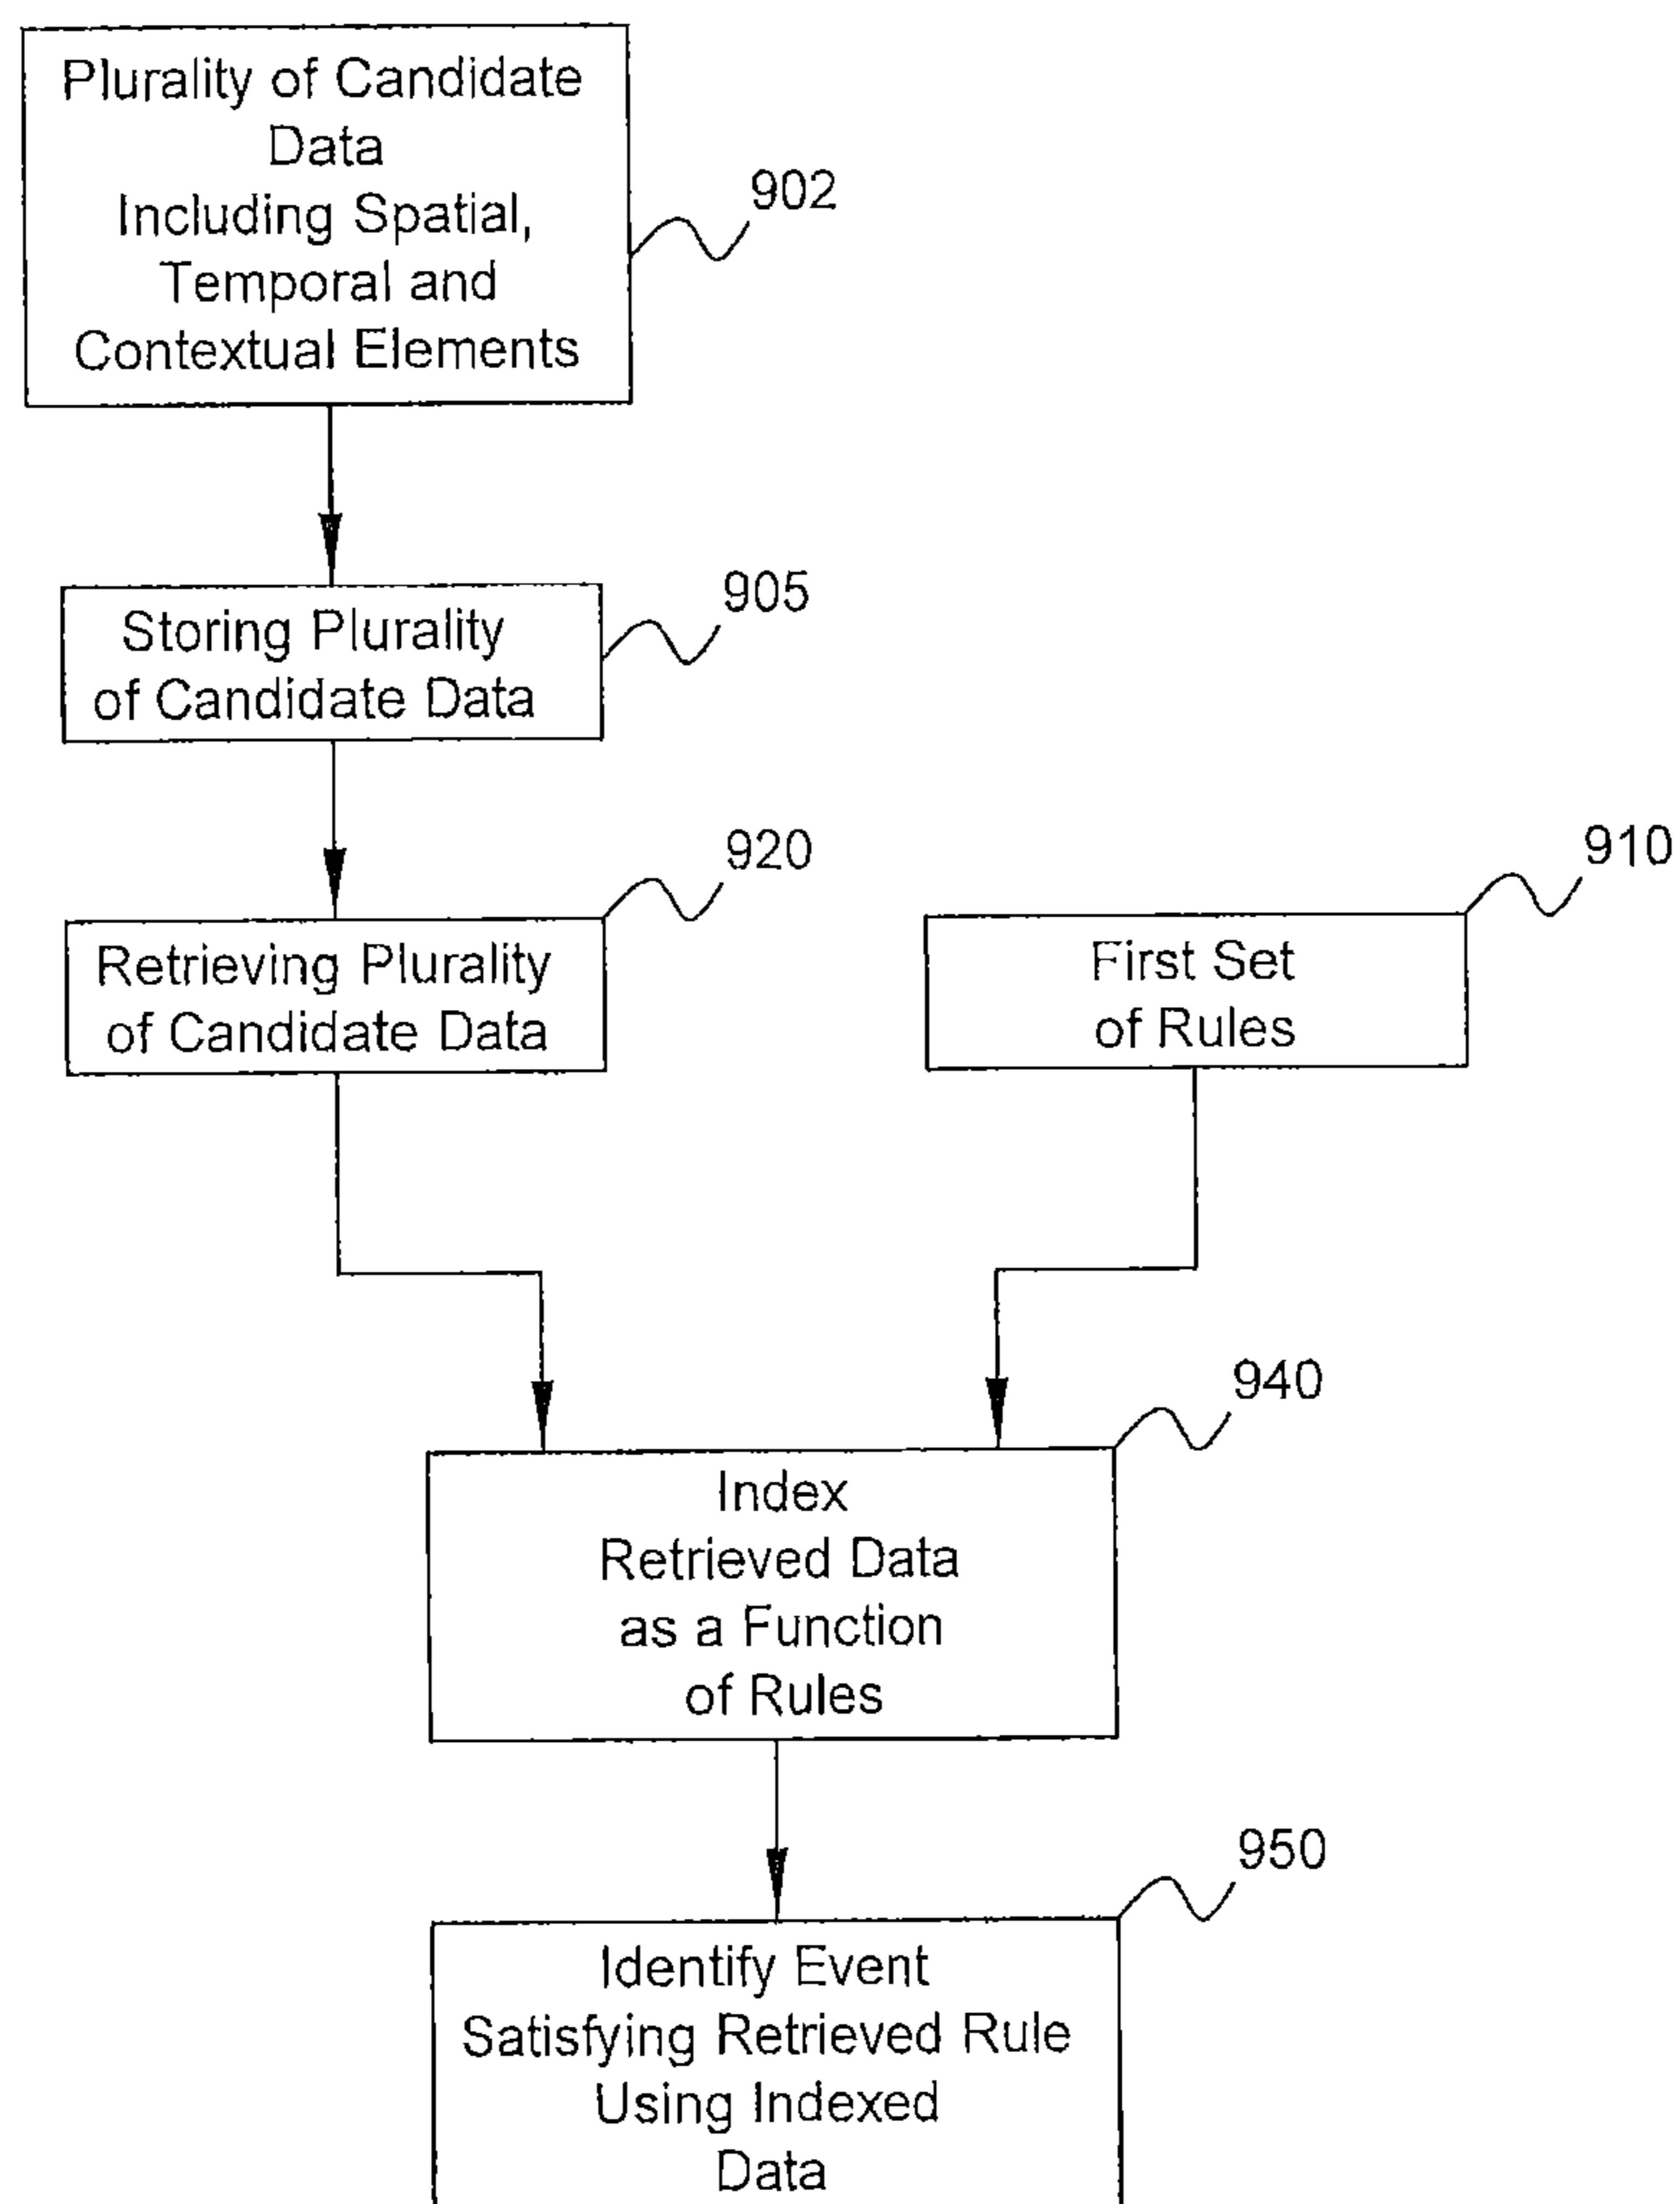 Plurality of Candidate
Data
Including Spatial,
Temporal and
Contextual Elements
902
Storing Plurality
of Candidate Data
905
Retrieving Plurality
of Candidate Data
920
First Set
of Rules
910
Index
Retrieved Data
as a Function
of Rules
940
Identify Event
Satisfying Retrieved Rule
Using Indexed
Data
950